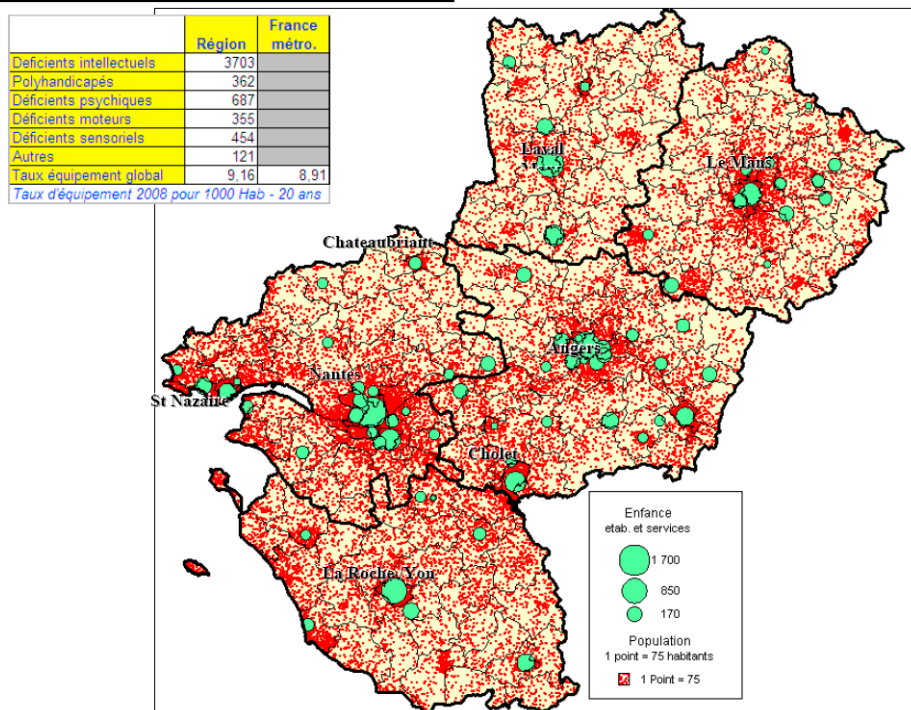 Région
France
métro.
Deficients intellectuels 3703
Polyhandicapés 362
Déficients psychiques 687
Déficients moteurs 355
Déficients sensoriels 454
Autres 121
Taux équipement global 9,16 8,91
Taux d'équipement 2008 pour 1000 Hab - 20 ans
Laval
Le Mans
Chateaubriant
Angers
Nantes
St Nazaire
Cholet
La Roche/Yon
Enfance
etab. et services
1 700
850
170
Population
1 point = 75 habitants
1 Point = 75